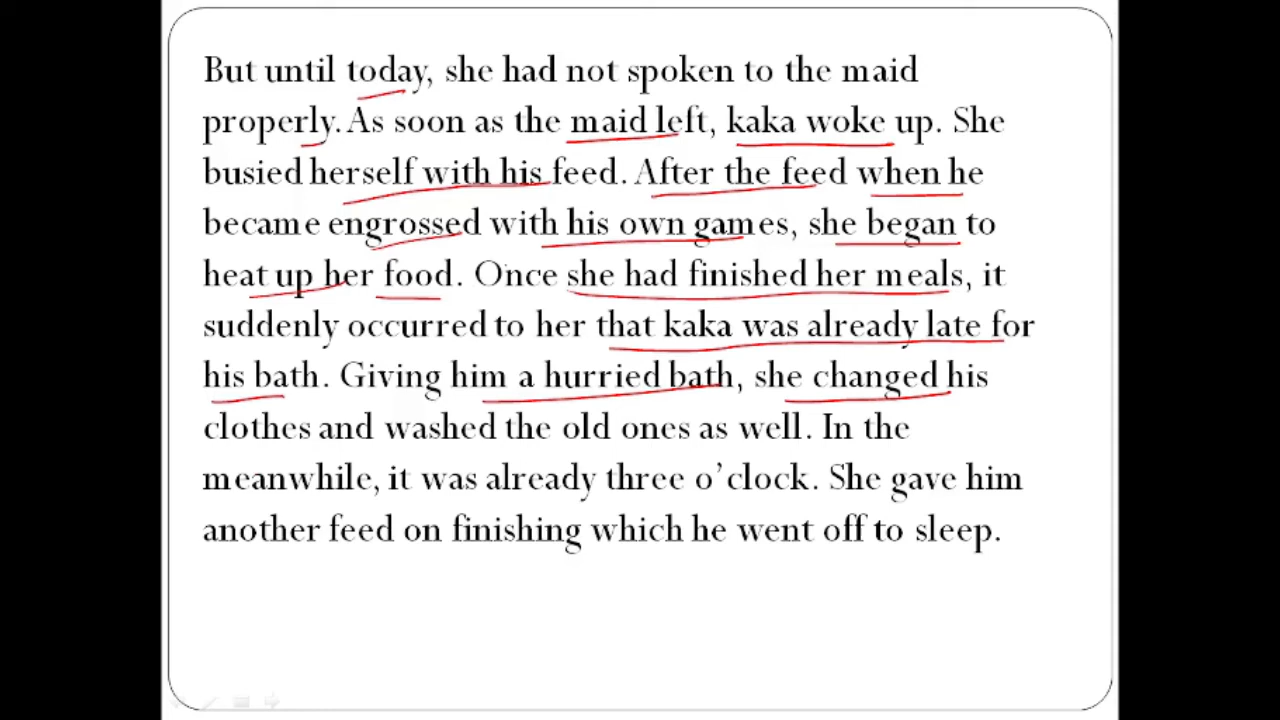 But until today, she had not spoken to the maid
properly. As soon as the maid left, kaka woke up. She
busied herself with his feed. After the feed when he
became engrossed with his own games, she began to
heat up her food. Once she had finished her meals, it
suddenly occurred to her that kaka was already late for
his bath. Giving him a hurried bath, she changed his
clothes and washed the old ones as well. In the
meanwhile, it was already three o’clock. She gave him
another feed on finishing which he went off to sleep.